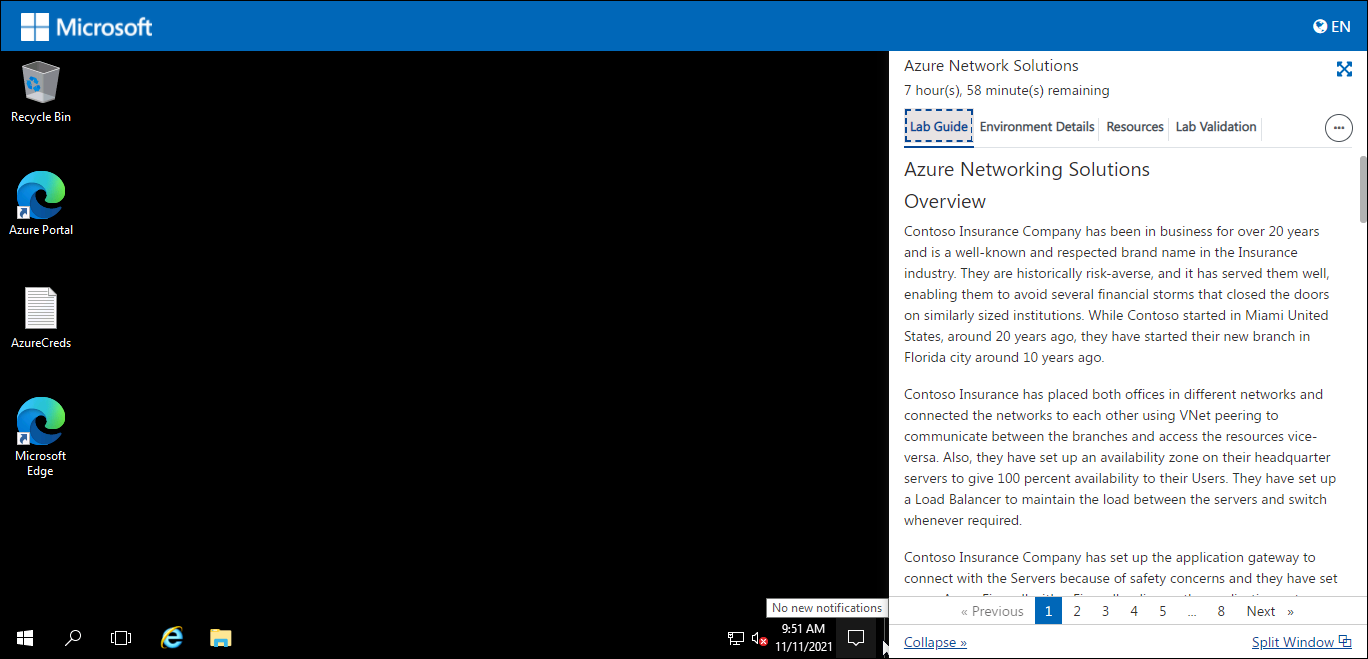 Microsoft
EN
Recycle Bin
Azure Portal
AzureCreds
Microsoft
Edge
No new notifications
9:51 AM
11/11/2021
Azure Network Solutions
7 hour(s), 58 minute(s) remaining
Lab Guide Environment Details Resources Lab Validation
Azure Networking Solutions
Overview
Contoso Insurance Company has been in business for over 20 years
and is a well-known and respected brand name in the Insurance
industry. They are historically risk-averse, and it has served them well,
enabling them to avoid several financial storms that closed the doors
on similarly sized institutions. While Contoso started in Miami United
States, around 20 years ago, they have started their new branch in
Florida city around 10 years ago.
Contoso Insurance has placed both offices in different networks and
connected the networks to each other using VNet peering to
communicate between the branches and access the resources vice-
versa. Also, they have set up an availability zone on their headquarter
servers to give 100 percent availability to their Users. They have set up
a Load Balancer to maintain the load between the servers and switch
whenever required.
Contoso Insurance Company has set up the application gateway to
connect with the Servers because of safety concerns and they have set
« Previous 1 2 3 4 5 ... 8 Next »
Collapse » Split Window